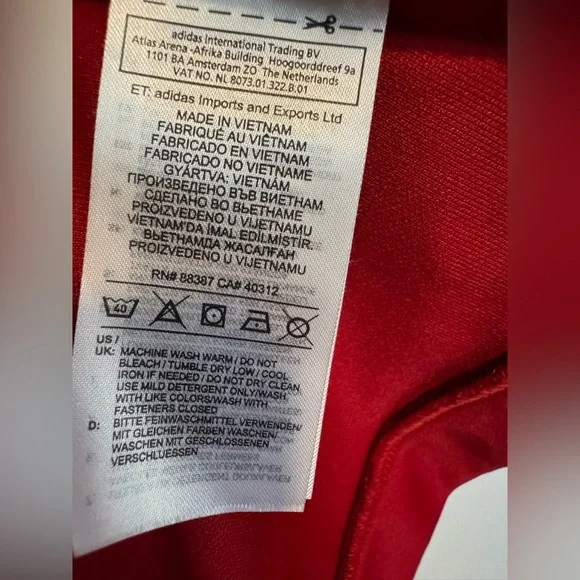 adidas International Trading BV
Atlas Arena -Afrika Building Hoogoorddreef 9a
1101 BA Amsterdam ZO The Netherlands
VAT NO. NL 8073.01.322.B.01
ET: adidas Imports and Exports Ltd
MADE IN VIETNAM
FABRIQUÉ AU VIÊTNAM
FABRICADO EN VIETNAM
FABRICADO NO VIETNAME
GYÁRTVA: VIETNÁM
ПРОИЗВЕДЕНО ВЪВ ВИЕТНАМ
СДЕЛАНО ВО ВЬЕТНАМЕ
PROIZVEDENO U VIJETNAMU
VIETNAM'DA İMAL EDİLMİŞTİR.
ВЬЕТНАМДА ЖАСАЛҒАН
PROIZVEDENO U VIJETNAMU
RN# 88387 CA# 40312
40
US /
UK: MACHINE WASH WARM / DO NOT
BLEACH / TUMBLE DRY LOW / COOL
IRON IF NEEDED / DO NOT DRY CLEAN
USE MILD DETERGENT ONLY/WASH
WITH LIKE COLORS/WASH WITH
FASTENERS CLOSED
D: BITTE FEINWASCHMITTEL VERWENDEN/
MIT GLEICHEN FARBEN WASCHEN/
MIT GESCHLOSSENEN WASCHEN
VERSCHLUESSEN